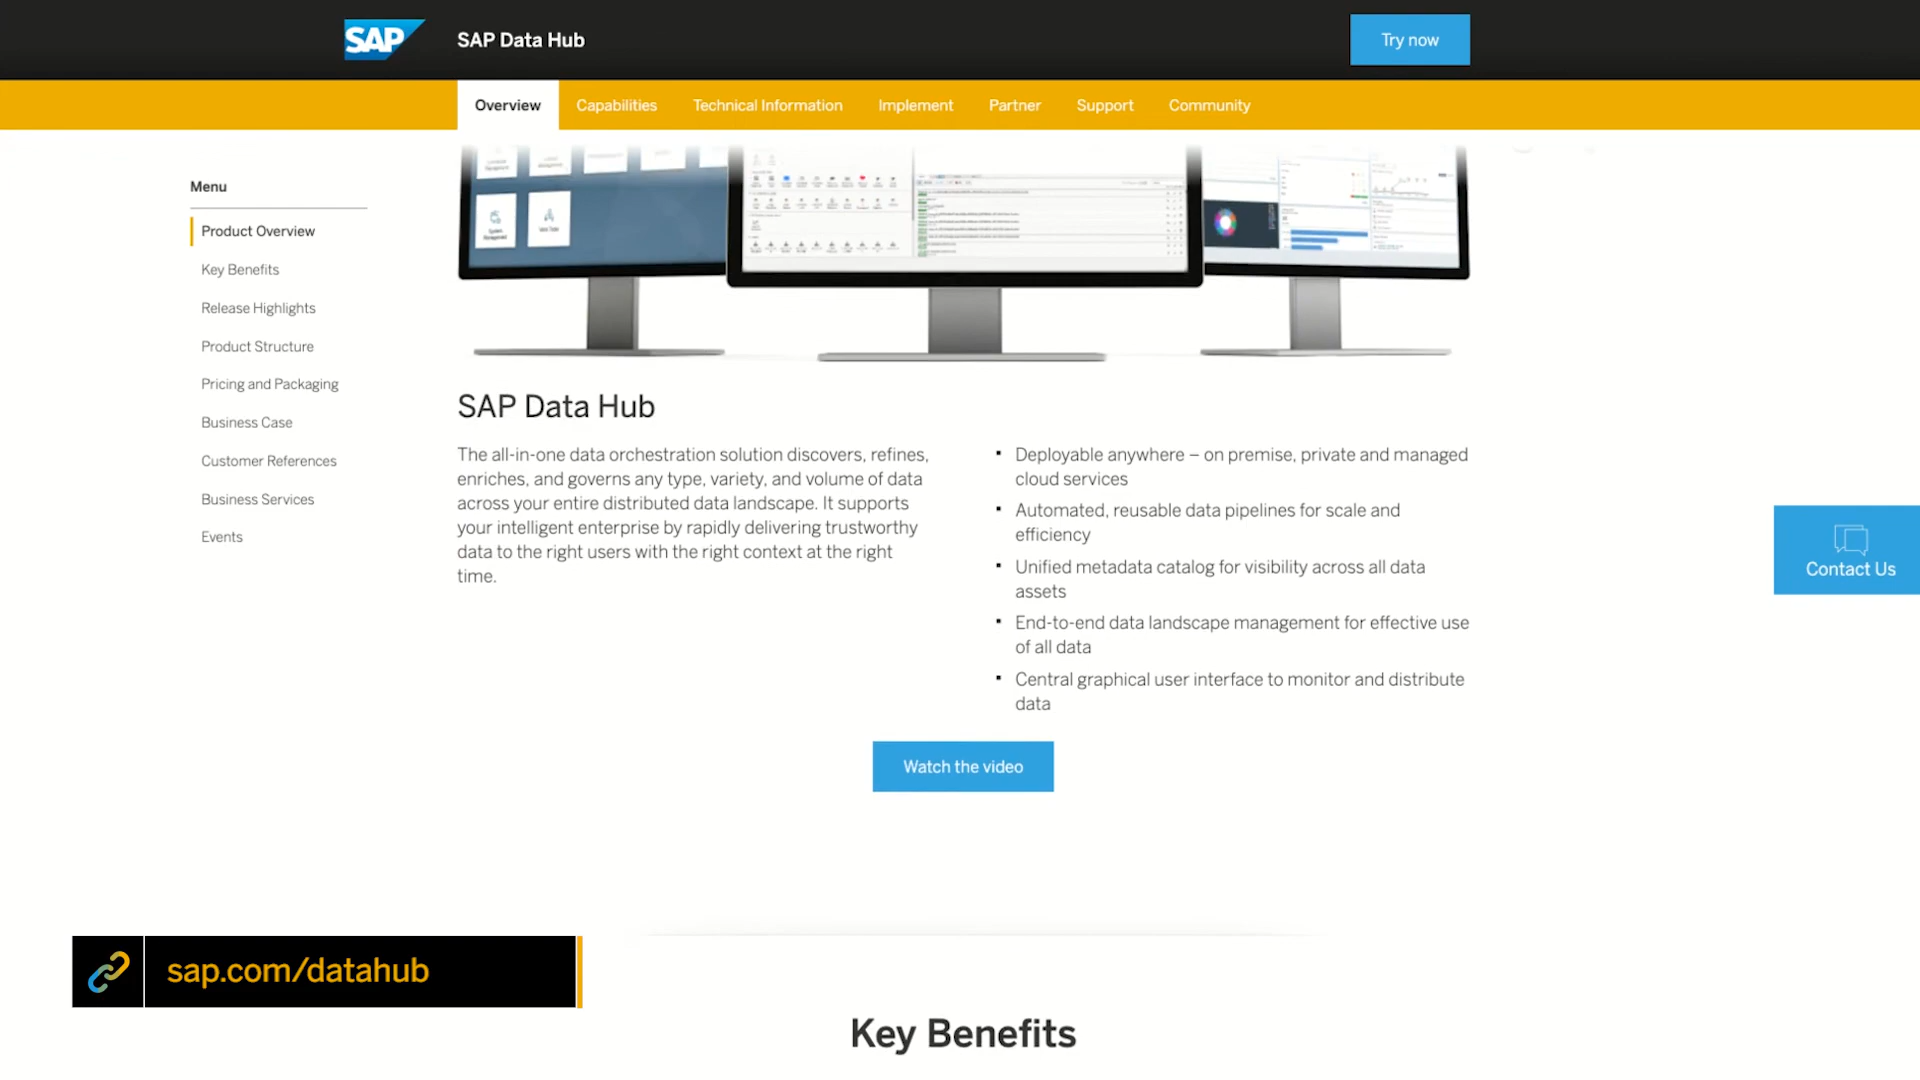 SAP
SAP Data Hub
Try now
Overview
Capabilities
Technical Information
Implement
Partner
Support
Community
Menu
Product Overview
Key Benefits
Release Highlights
Product Structure
Pricing and Packaging
Business Case
Customer References
Business Services
Events
SAP Data Hub
The all-in-one data orchestration solution discovers, refines,
enriches, and governs any type, variety, and volume of data
across your entire distributed data landscape. It supports
your intelligent enterprise by rapidly delivering trustworthy
data to the right users with the right context at the right
time.
Deployable anywhere – on premise, private and managed
cloud services
Automated, reusable data pipelines for scale and
efficiency
Unified metadata catalog for visibility across all data
assets
End-to-end data landscape management for effective use
of all data
Central graphical user interface to monitor and distribute
data
Watch the video
Contact Us
sap.com/datahub
Key Benefits